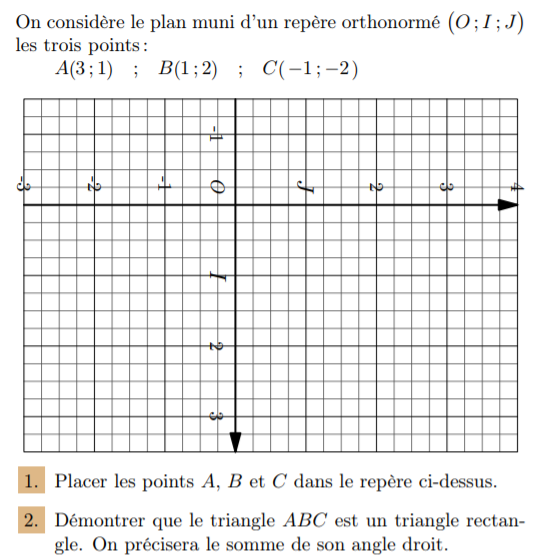 On considère le plan muni d'un repère orthonormé (O ; I ; J)
les trois points :
A(3 ; 1) ; B(1 ; 2) ; C(−1 ; −2)
-1
-3 -2 -1 O J 2 3 4
I
2
3
1. Placer les points A, B et C dans le repère ci-dessus.
2. Démontrer que le triangle ABC est un triangle rectan-
gle. On précisera le somme de son angle droit.